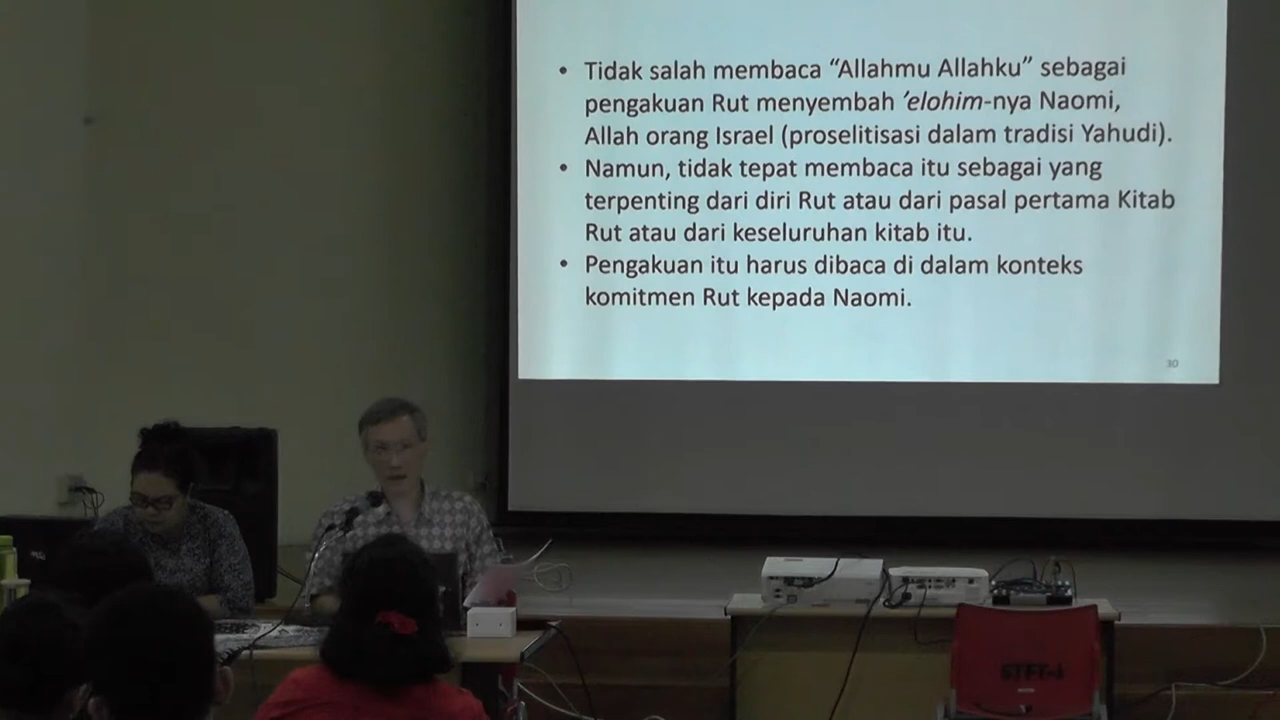 • Tidak salah membaca “Allahmu Allahku” sebagai
pengakuan Rut menyembah ’elohim-nya Naomi,
Allah orang Israel (proselitisasi dalam tradisi Yahudi).
• Namun, tidak tepat membaca itu sebagai yang
terpenting dari diri Rut atau dari pasal pertama Kitab
Rut atau dari keseluruhan kitab itu.
• Pengakuan itu harus dibaca di dalam konteks
komitmen Rut kepada Naomi.
30